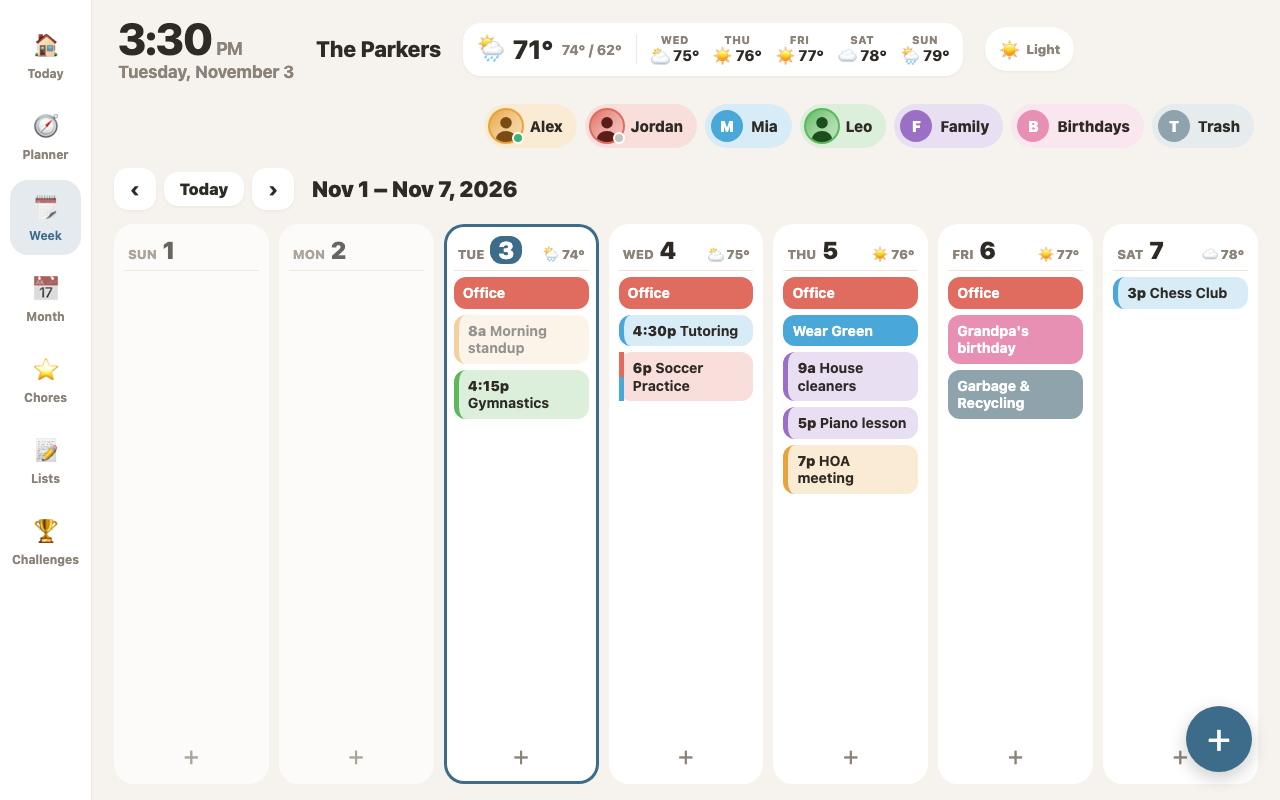 Today
Planner
Week
17
Month
Chores
Lists
Challenges
3:30 PM
Tuesday, November 3
The Parkers
71° 74° / 62°
WED 75°
THU 76°
FRI 77°
SAT 78°
SUN 79°
Light
Alex
Jordan
M Mia
Leo
F Family
B Birthdays
T Trash
‹ Today › Nov 1 – Nov 7, 2026
SUN 1
+
MON 2
+
TUE 3 74°
Office
8a Morning
standup
4:15p
Gymnastics
+
WED 4 75°
Office
4:30p Tutoring
6p Soccer
Practice
+
THU 5 76°
Office
Wear Green
9a House
cleaners
5p Piano lesson
7p HOA
meeting
+
FRI 6 77°
Office
Grandpa's
birthday
Garbage &
Recycling
+
SAT 7 78°
3p Chess Club
+
+